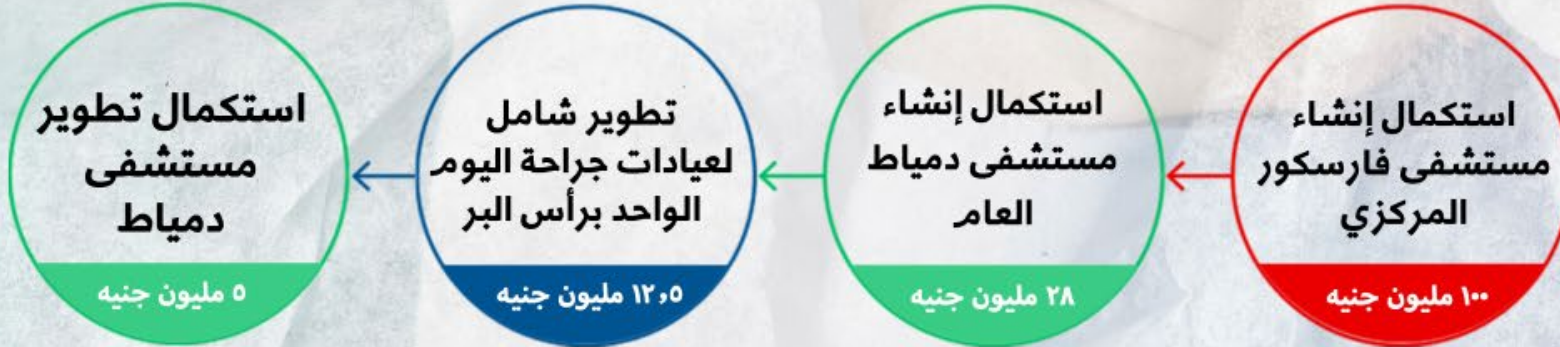 استكمال إنشاء
مستشفى فارسكور
المركزي
١٠٠ مليون جنيه
استكمال إنشاء
مستشفى دمياط
العام
٢٨ مليون جنيه
تطوير شامل
لعيادات جراحة اليوم
الواحد برأس البر
١٢,٥ مليون جنيه
استكمال تطوير
مستشفى
دمياط
٥ مليون جنيه